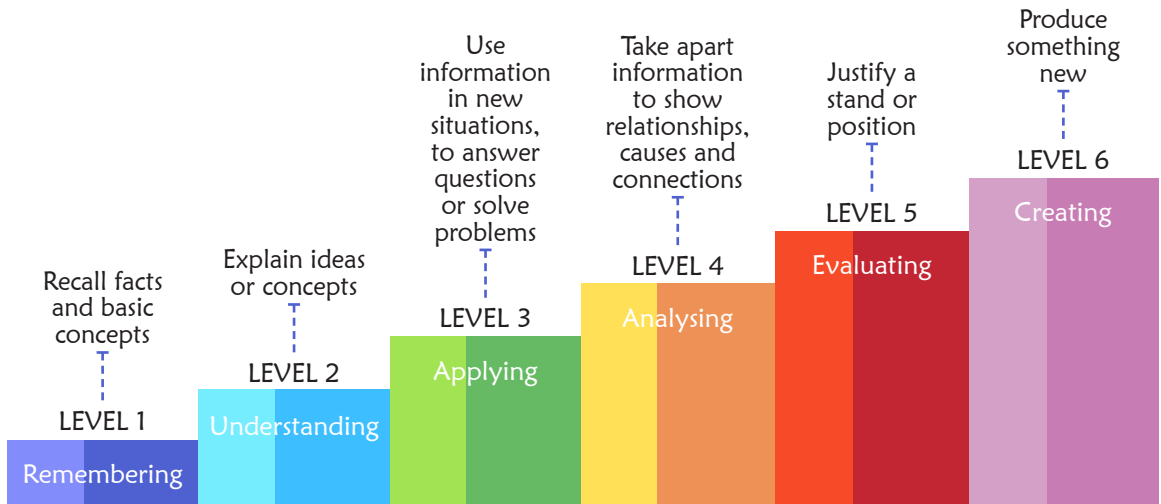 Recall facts
and basic
concepts
LEVEL 1
Remembering
Explain ideas
or concepts
LEVEL 2
Understanding
Use
information
in new
situations,
to answer
questions
or solve
problems
LEVEL 3
Applying
Take apart
information
to show
relationships,
causes and
connections
LEVEL 4
Analysing
Justify a
stand or
position
LEVEL 5
Evaluating
Produce
something
new
LEVEL 6
Creating